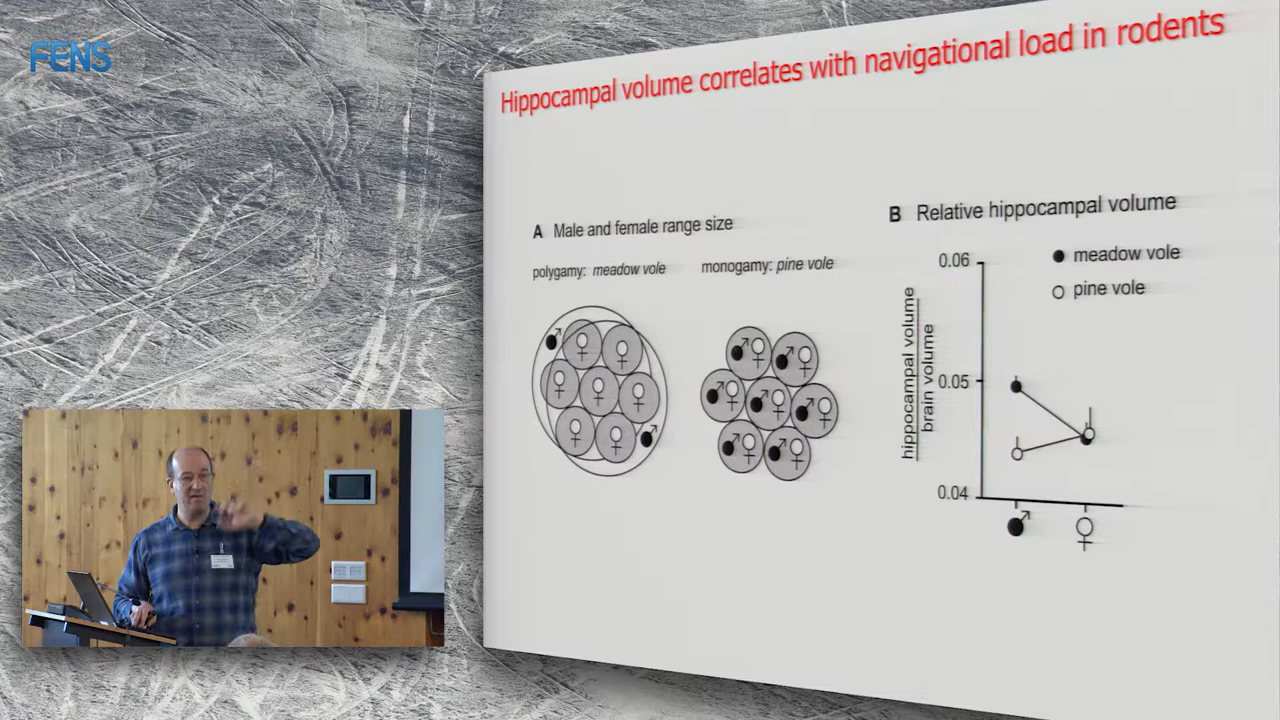 FENS
Hippocampal volume correlates with navigational load in rodents
A Male and female range size
polygamy: meadow vole
monogamy: pine vole
B Relative hippocampal volume
meadow vole
pine vole
hippocampal volume
brain volume
0.06
0.05
0.04